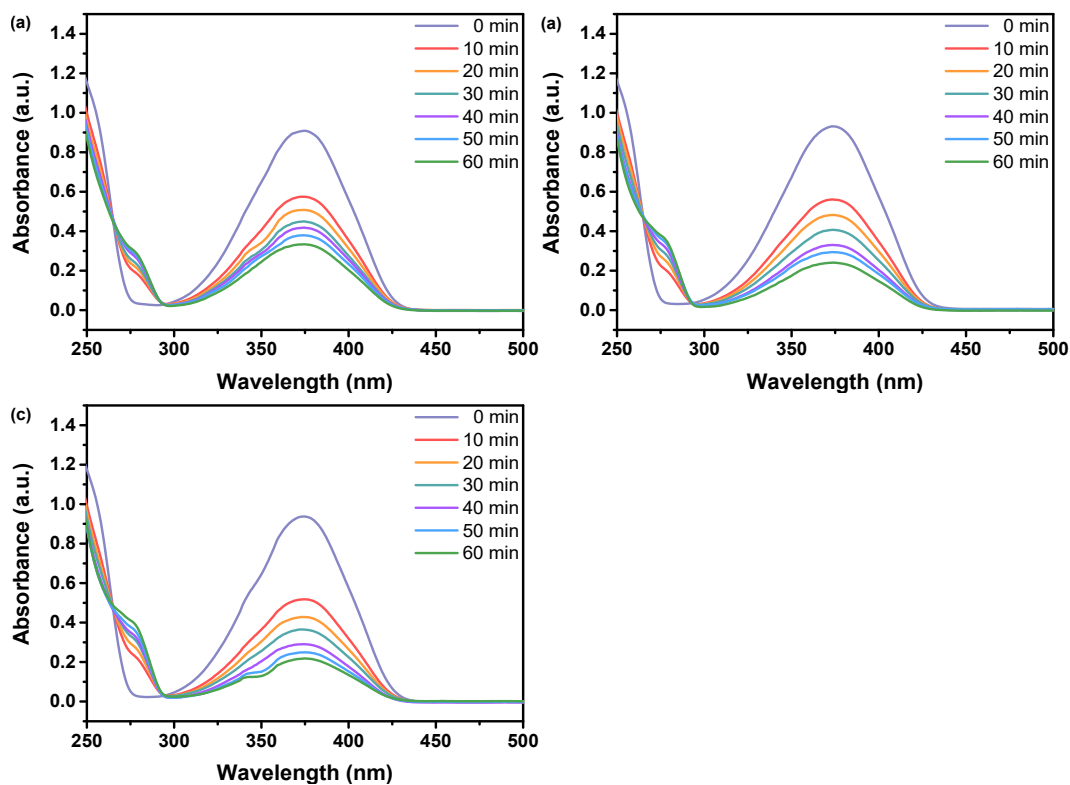 (a)
1.4
1.2
1.0
0.8
0.6
0.4
0.2
0.0
Absorbance (a.u.)
250 300 350 400 450 500
Wavelength (nm)
0 min
10 min
20 min
30 min
40 min
50 min
60 min
(a)
1.4
1.2
1.0
0.8
0.6
0.4
0.2
0.0
Absorbance (a.u.)
250 300 350 400 450 500
Wavelength (nm)
0 min
10 min
20 min
30 min
40 min
50 min
60 min
(c)
1.4
1.2
1.0
0.8
0.6
0.4
0.2
0.0
Absorbance (a.u.)
250 300 350 400 450 500
Wavelength (nm)
0 min
10 min
20 min
30 min
40 min
50 min
60 min